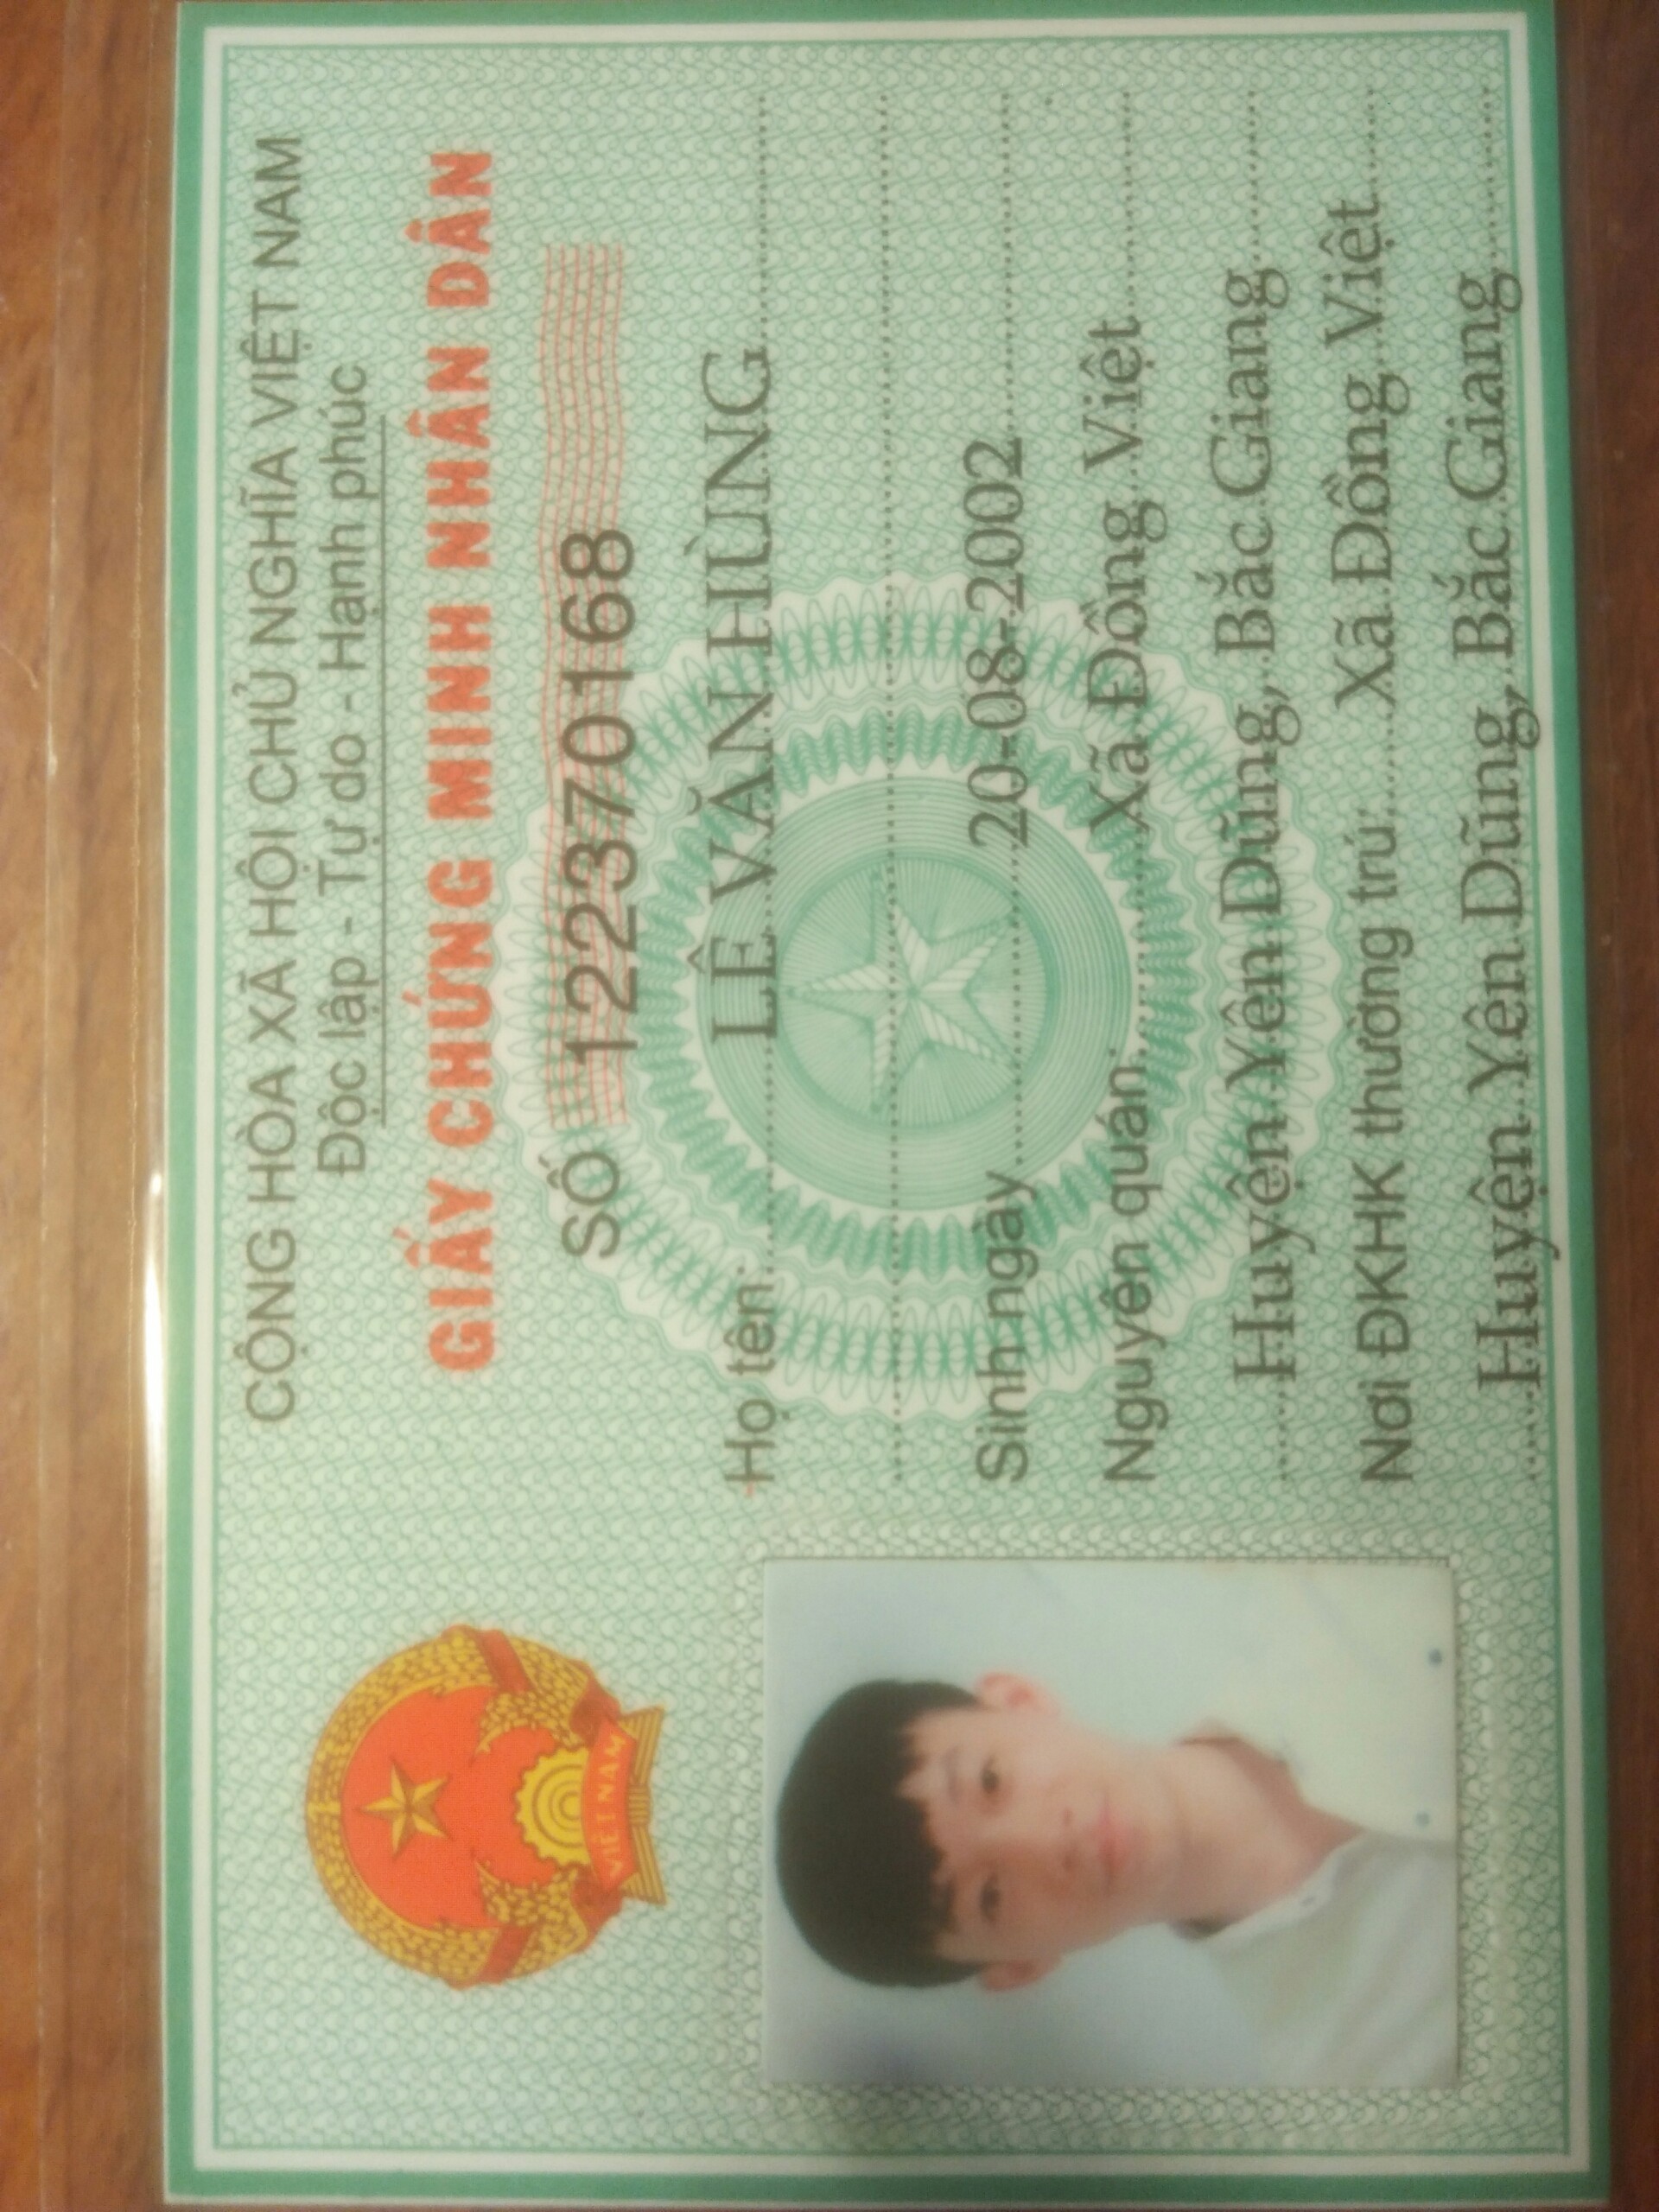 CỘNG HÒA XÃ HỘI CHỦ NGHĨA VIỆT NAM
Độc lập - Tự do - Hạnh phúc
GIẤY CHỨNG MINH NHÂN DÂN
SỐ 122370168
Họ tên: LÊ VĂN HÙNG
Sinh ngày 20-08-2002
Nguyên quán: Xã Đồng Việt
Huyện Yên Dũng, Bắc Giang
Nơi ĐKHK thường trú: Xã Đồng Việt
Huyện Yên Dũng, Bắc Giang
VIỆT NAM